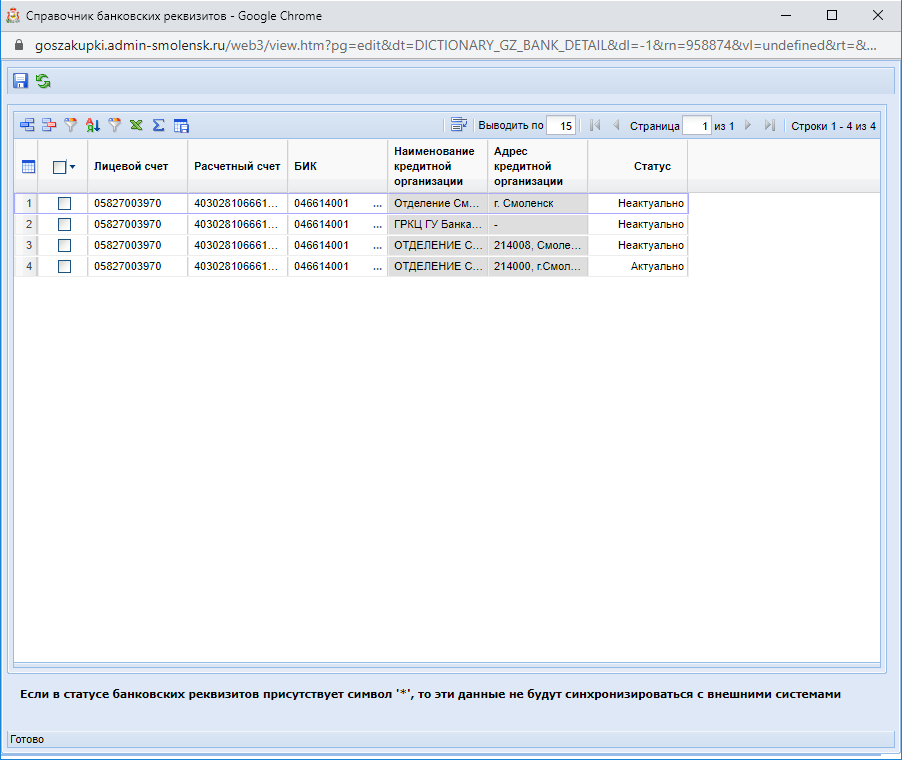 Справочник банковских реквизитов - Google Chrome
goszakupki.admin-smolensk.ru/web3/view.htm?pg=edit&dt=DICTIONARY_GZ_BANK_DETAIL&dl=-1&rn=958874&vl=undefined&rt=&...
Выводить по 15 Страница 1 из 1 Строки 1 - 4 из 4
Лицевой счет Расчетный счет БИК Наименование кредитной организации Адрес кредитной организации Статус
1 05827003970 403028106661... 046614001 ... Отделение См... г. Смоленск Неактуально
2 05827003970 403028106661... 046614001 ... ГРКЦ ГУ Банка... - Неактуально
3 05827003970 403028106661... 046614001 ... ОТДЕЛЕНИЕ С... 214008, Смоле... Неактуально
4 05827003970 403028106661... 046614001 ... ОТДЕЛЕНИЕ С... 214000, г.Смол... Актуально
Если в статусе банковских реквизитов присутствует символ '*', то эти данные не будут синхронизироваться с внешними системами
Готово